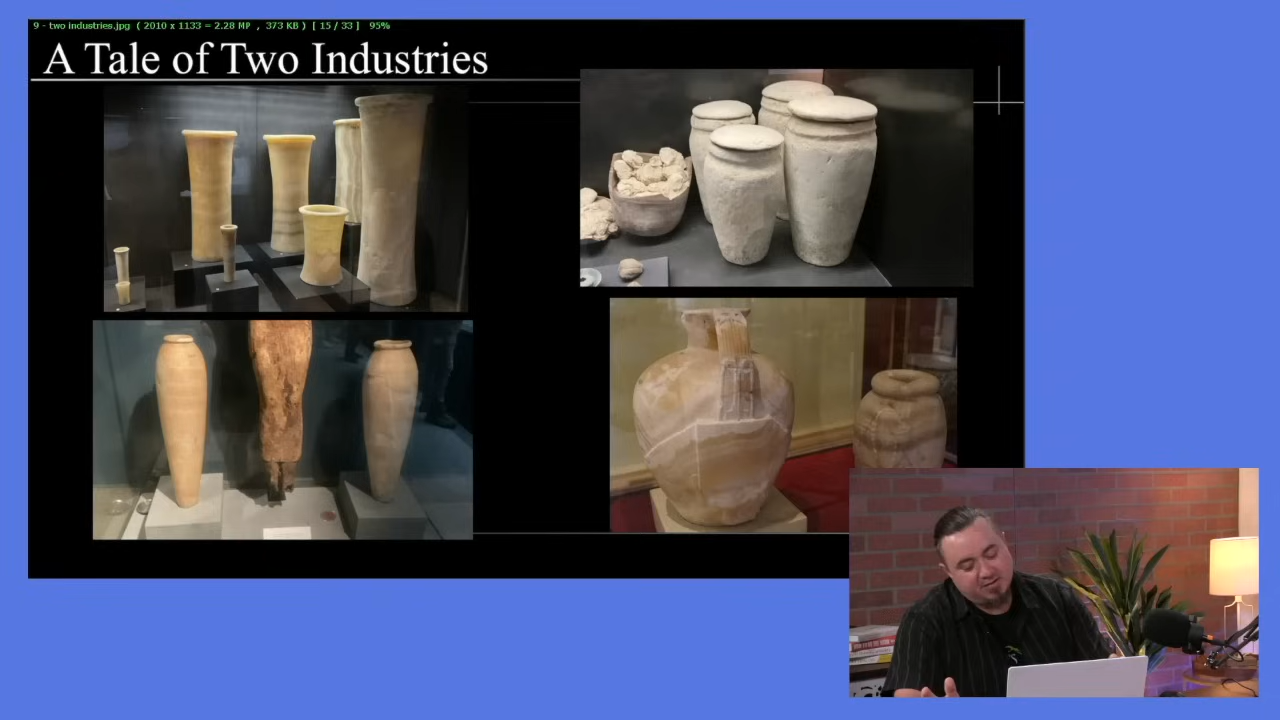 9 - two industries.jpg  ( 2010 x 1133 = 2.28 MP  ,  373 KB )  [ 15 / 33 ]   95%
A Tale of Two Industries